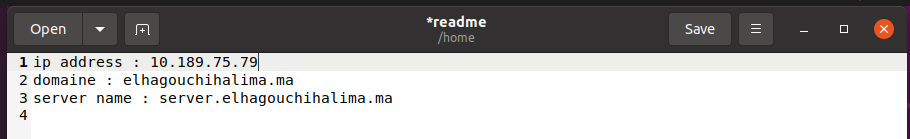 Open
*readme
/home
Save
1 ip address : 10.189.75.79
2 domaine : elhagouchihalima.ma
3 server name : server.elhagouchihalima.ma
4